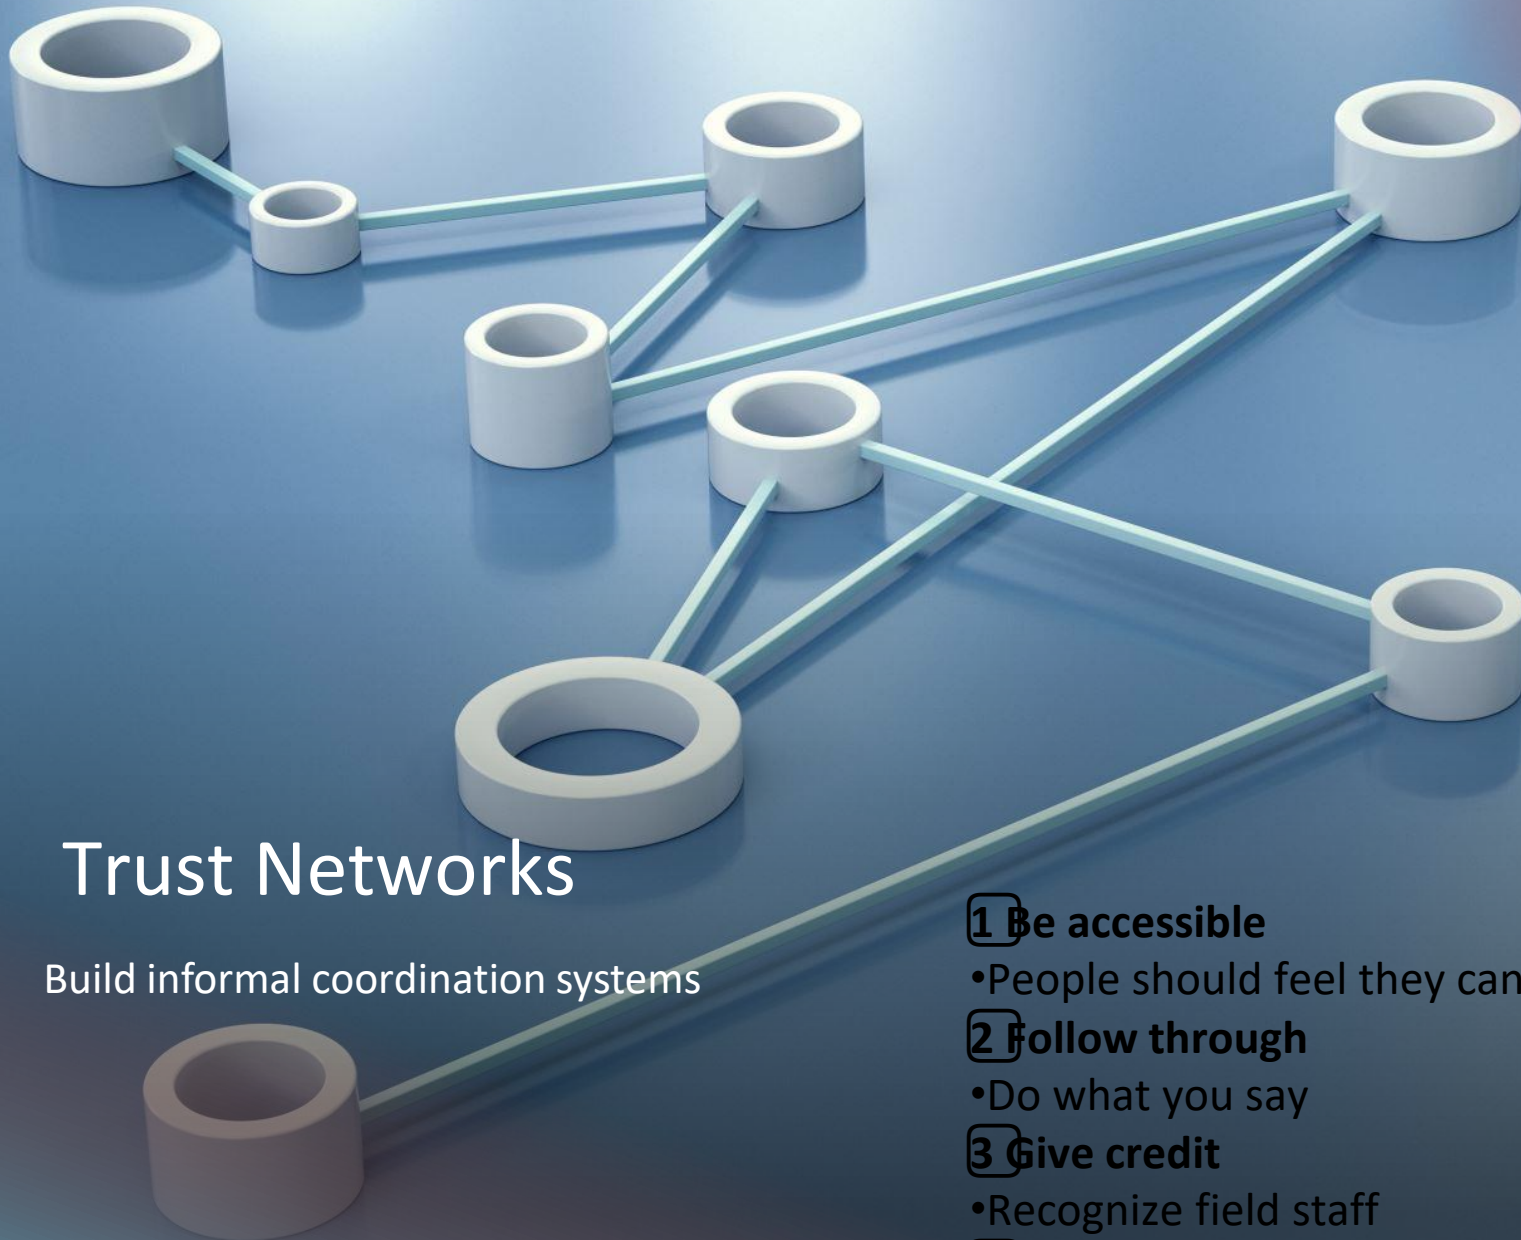 Trust Networks
Build informal coordination systems
1 Be accessible
•People should feel they can
2 Follow through
•Do what you say
3 Give credit
•Recognize field staff